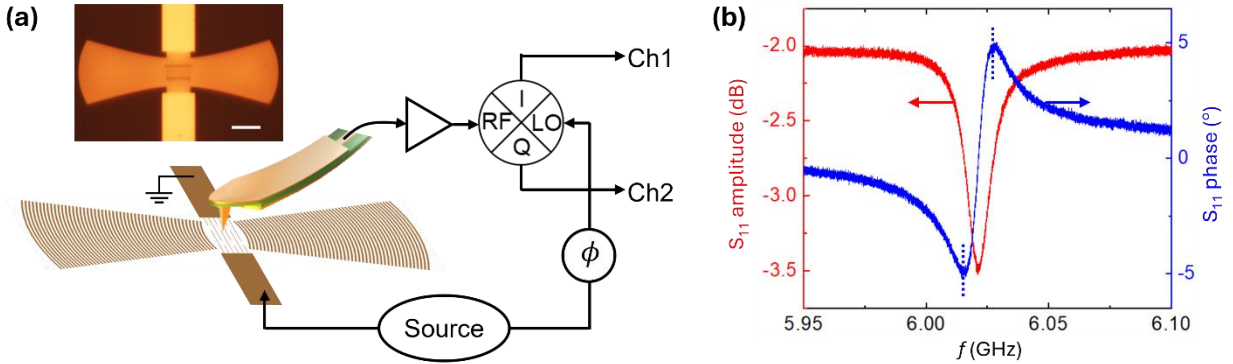 (a)
Ch1
I
RF
LO
Q
Ch2
ϕ
Source
(b)
-2.0
-2.5
-3.0
-3.5
S₁₁ amplitude (dB)
5
0
-5
S₁₁ phase (°)
5.95
6.00
6.05
6.10
f (GHz)